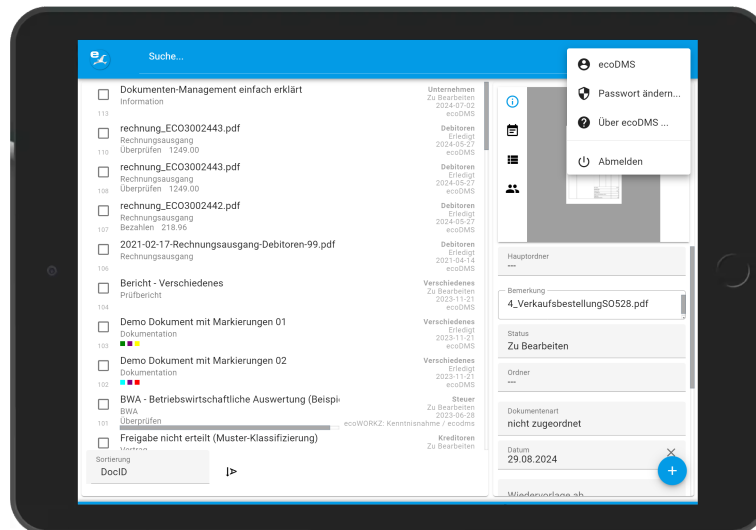 Suche...
ecoDMS
Passwort ändern...
Über ecoDMS ...
Abmelden
Dokumenten-Management einfach erklärt
Information
113
Unternehmen
Zu Bearbeiten
2024-07-02
ecoDMS
rechnung_ECO3002443.pdf
Rechnungsausgang
Überprüfen 1249.00
110
Debitoren
Erledigt
2024-05-27
ecoDMS
rechnung_ECO3002443.pdf
Rechnungsausgang
Überprüfen 1249.00
108
Debitoren
Erledigt
2024-05-27
ecoDMS
rechnung_ECO3002442.pdf
Rechnungsausgang
Bezahlen 218.96
107
Debitoren
Erledigt
2024-05-27
ecoDMS
2021-02-17-Rechnungsausgang-Debitoren-99.pdf
Rechnungsausgang
106
Debitoren
Erledigt
2021-04-14
ecoDMS
Bericht - Verschiedenes
Prüfbericht
104
Verschiedenes
Zu Bearbeiten
2023-11-21
ecoDMS
Demo Dokument mit Markierungen 01
Dokumentation
103
Verschiedenes
Erledigt
2023-11-21
ecoDMS
Demo Dokument mit Markierungen 02
Dokumentation
102
Verschiedenes
Erledigt
2023-11-21
ecoDMS
BWA - Betriebswirtschaftliche Auswertung (Beispi
BWA
Überprüfen
101
Steuer
Zu Bearbeiten
2023-06-28
ecoWORKZ: Kenntnisnahme / ecodms
Freigabe nicht erteilt (Muster-Klassifizierung)
Vertrag
Kreditoren
Zu Bearbeiten
Sortierung
DocID
Hauptordner
---
Bemerkung
4_VerkaufsbestellungSO528.pdf
Status
Zu Bearbeiten
Ordner
---
Dokumentenart
nicht zugeordnet
Datum
29.08.2024
Wiedervorlage ab